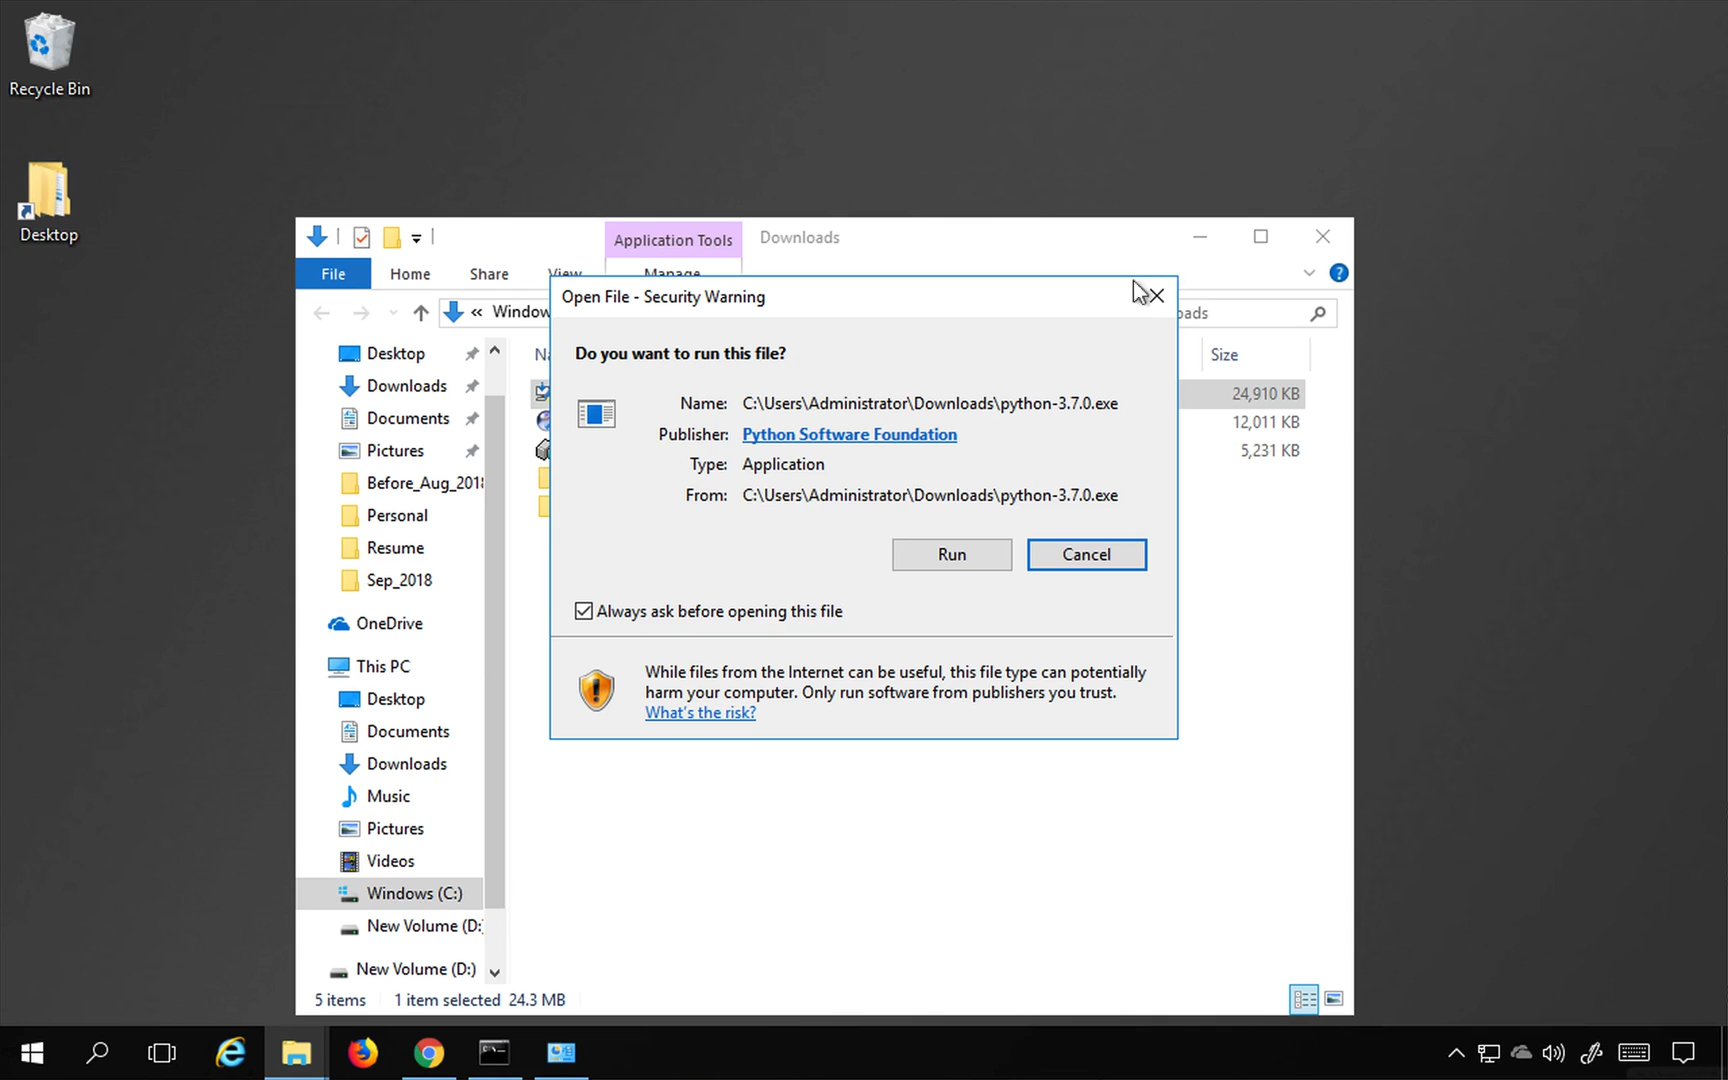 Recycle Bin
Desktop
Application Tools
Downloads
File
Home
Share
View
Manage
« Window
Open File - Security Warning
Do you want to run this file?
Name: C:\Users\Administrator\Downloads\python-3.7.0.exe
Publisher: Python Software Foundation
Type: Application
From: C:\Users\Administrator\Downloads\python-3.7.0.exe
Run
Cancel
Always ask before opening this file
While files from the Internet can be useful, this file type can potentially
harm your computer. Only run software from publishers you trust.
What's the risk?
Size
24,910 KB
12,011 KB
5,231 KB
Desktop
Downloads
Documents
Pictures
Before_Aug_2018
Personal
Resume
Sep_2018
OneDrive
This PC
Desktop
Documents
Downloads
Music
Pictures
Videos
Windows (C:)
New Volume (D:
New Volume (D:)
5 items
1 item selected 24.3 MB